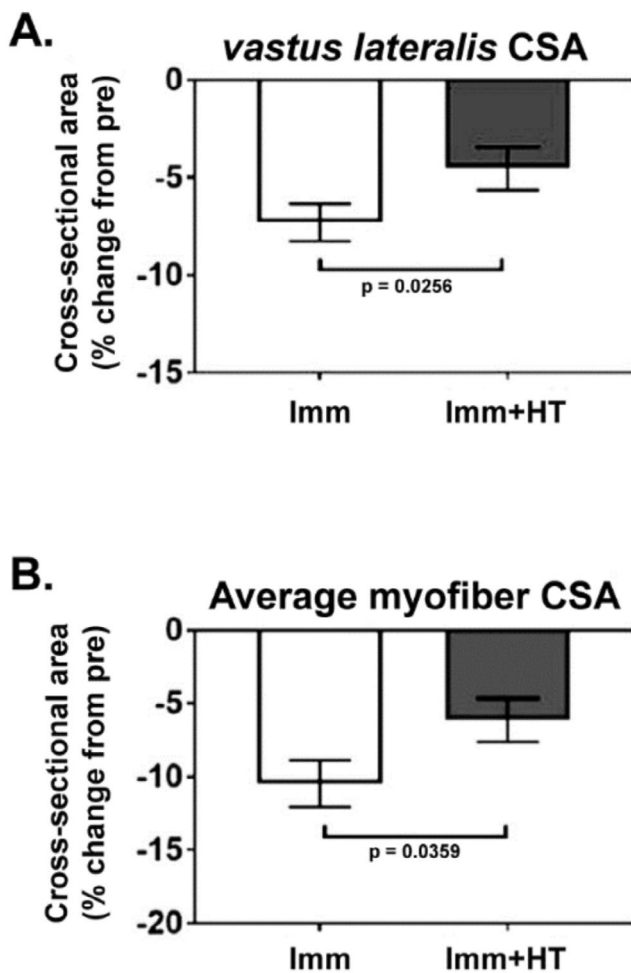 A.
vastus lateralis CSA
Cross-sectional area
(% change from pre)
0
-5
-10
-15
p = 0.0256
Imm
Imm+HT
B.
Average myofiber CSA
Cross-sectional area
(% change from pre)
0
-5
-10
-15
-20
p = 0.0359
Imm
Imm+HT